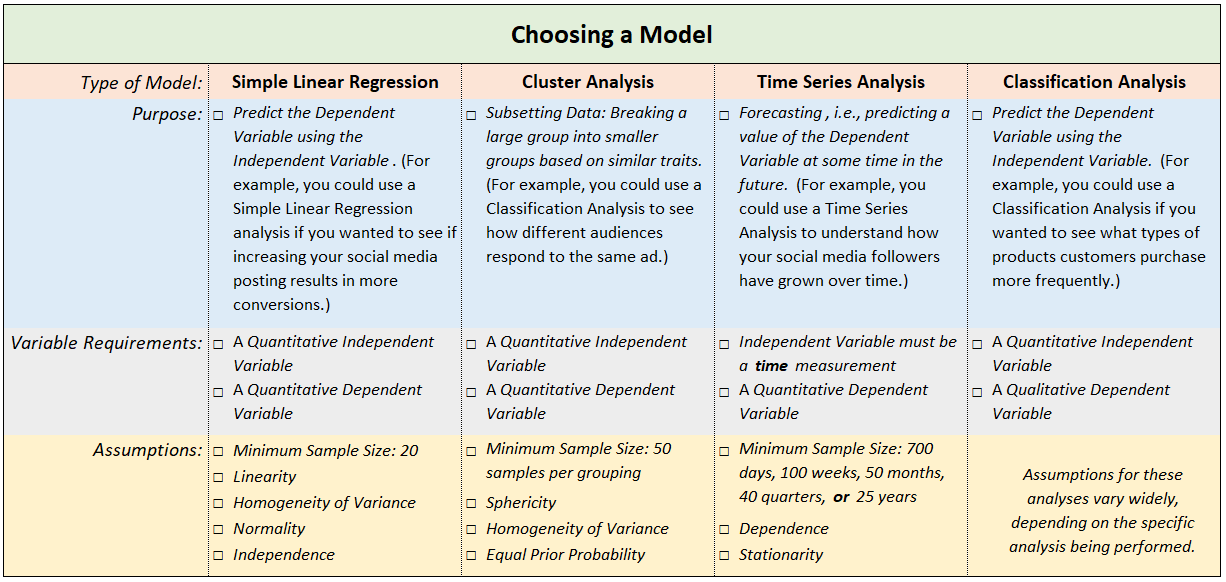 Choosing a Model
Type of Model:
Simple Linear Regression
Cluster Analysis
Time Series Analysis
Classification Analysis
Purpose:
Predict the Dependent
Variable using the
Independent Variable . (For
example, you could use a
Simple Linear Regression
analysis if you wanted to see if
increasing your social media
posting results in more
conversions.)
Subsetting Data: Breaking a
large group into smaller
groups based on similar traits.
(For example, you could use a
Classification Analysis to see
how different audiences
respond to the same ad.)
Forecasting , i.e., predicting a
value of the Dependent
Variable at some time in the
future. (For example, you
could use a Time Series
Analysis to understand how
your social media followers
have grown over time.)
Predict the Dependent
Variable using the
Independent Variable. (For
example, you could use a
Classification Analysis if you
wanted to see what types of
products customers purchase
more frequently.)
Variable Requirements:
A Quantitative Independent
Variable
A Quantitative Dependent
Variable
A Quantitative Independent
Variable
A Quantitative Dependent
Variable
Independent Variable must be
a time measurement
A Quantitative Dependent
Variable
A Quantitative Independent
Variable
A Qualitative Dependent
Variable
Assumptions:
Minimum Sample Size: 20
Linearity
Homogeneity of Variance
Normality
Independence
Minimum Sample Size: 50
samples per grouping
Sphericity
Homogeneity of Variance
Equal Prior Probability
Minimum Sample Size: 700
days, 100 weeks, 50 months,
40 quarters, or 25 years
Dependence
Stationarity
Assumptions for these
analyses vary widely,
depending on the specific
analysis being performed.